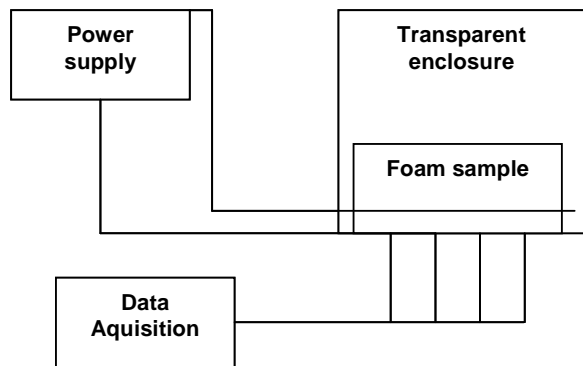 Power
supply
Transparent
enclosure
Foam sample
Data
Aquisition